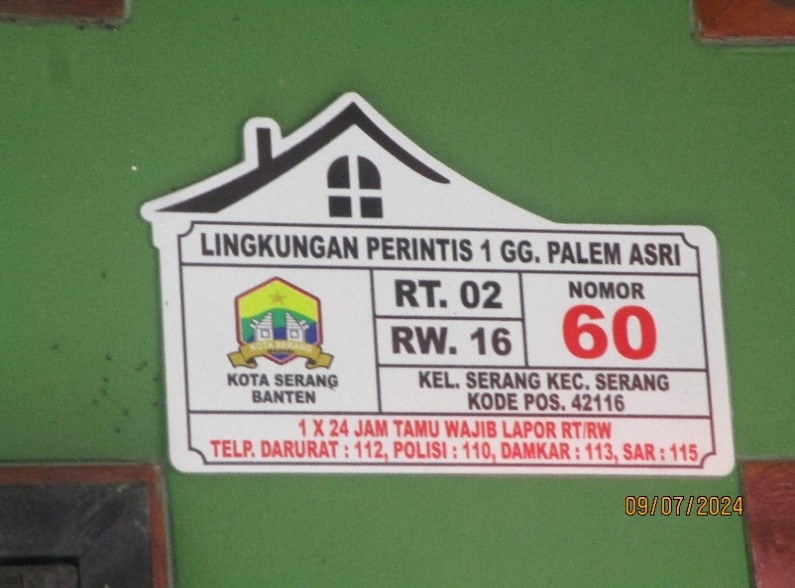 LINGKUNGAN PERINTIS 1 GG. PALEM ASRI
KOTA SERANG
KOTA SERANG
BANTEN
RT. 02
RW. 16
NOMOR
60
KEL. SERANG KEC. SERANG
KODE POS. 42116
1 X 24 JAM TAMU WAJIB LAPOR RT/RW
TELP. DARURAT : 112, POLISI : 110, DAMKAR : 113, SAR : 115
09/07/2024